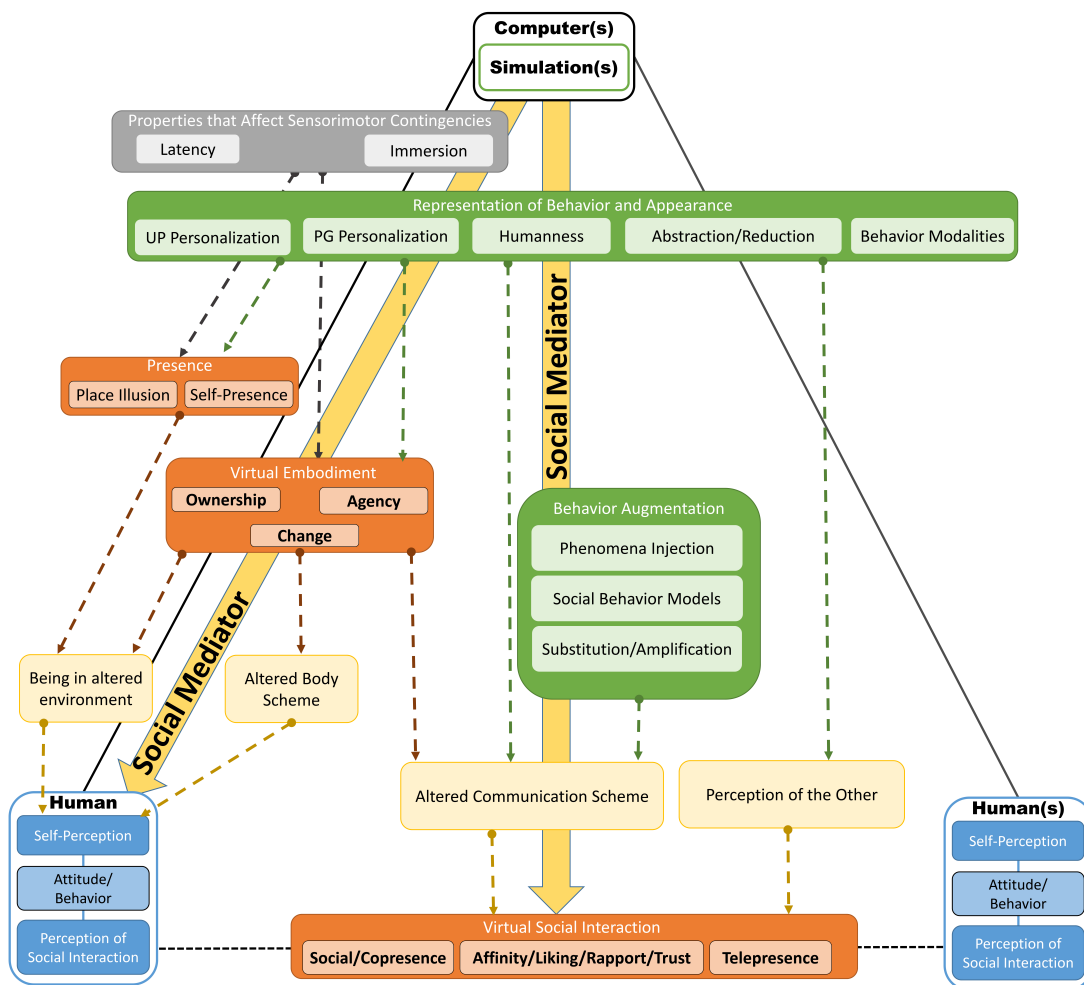 Computer(s)
Simulation(s)
Properties that Affect Sensorimotor Contingencies
Latency
Immersion
Representation of Behavior and Appearance
UP Personalization
PG Personalization
Humanness
Abstraction/Reduction
Behavior Modalities
Social Mediator
Presence
Place Illusion
Self-Presence
Virtual Embodiment
Ownership
Agency
Change
Behavior Augmentation
Phenomena Injection
Social Behavior Models
Substitution/Amplification
Social Mediator
Being in altered
environment
Altered Body
Scheme
Altered Communication Scheme
Perception of the Other
Human
Self-Perception
Attitude/
Behavior
Perception of
Social Interaction
Human(s)
Self-Perception
Attitude/
Behavior
Perception of
Social Interaction
Virtual Social Interaction
Social/Copresence
Affinity/Liking/Rapport/Trust
Telepresence